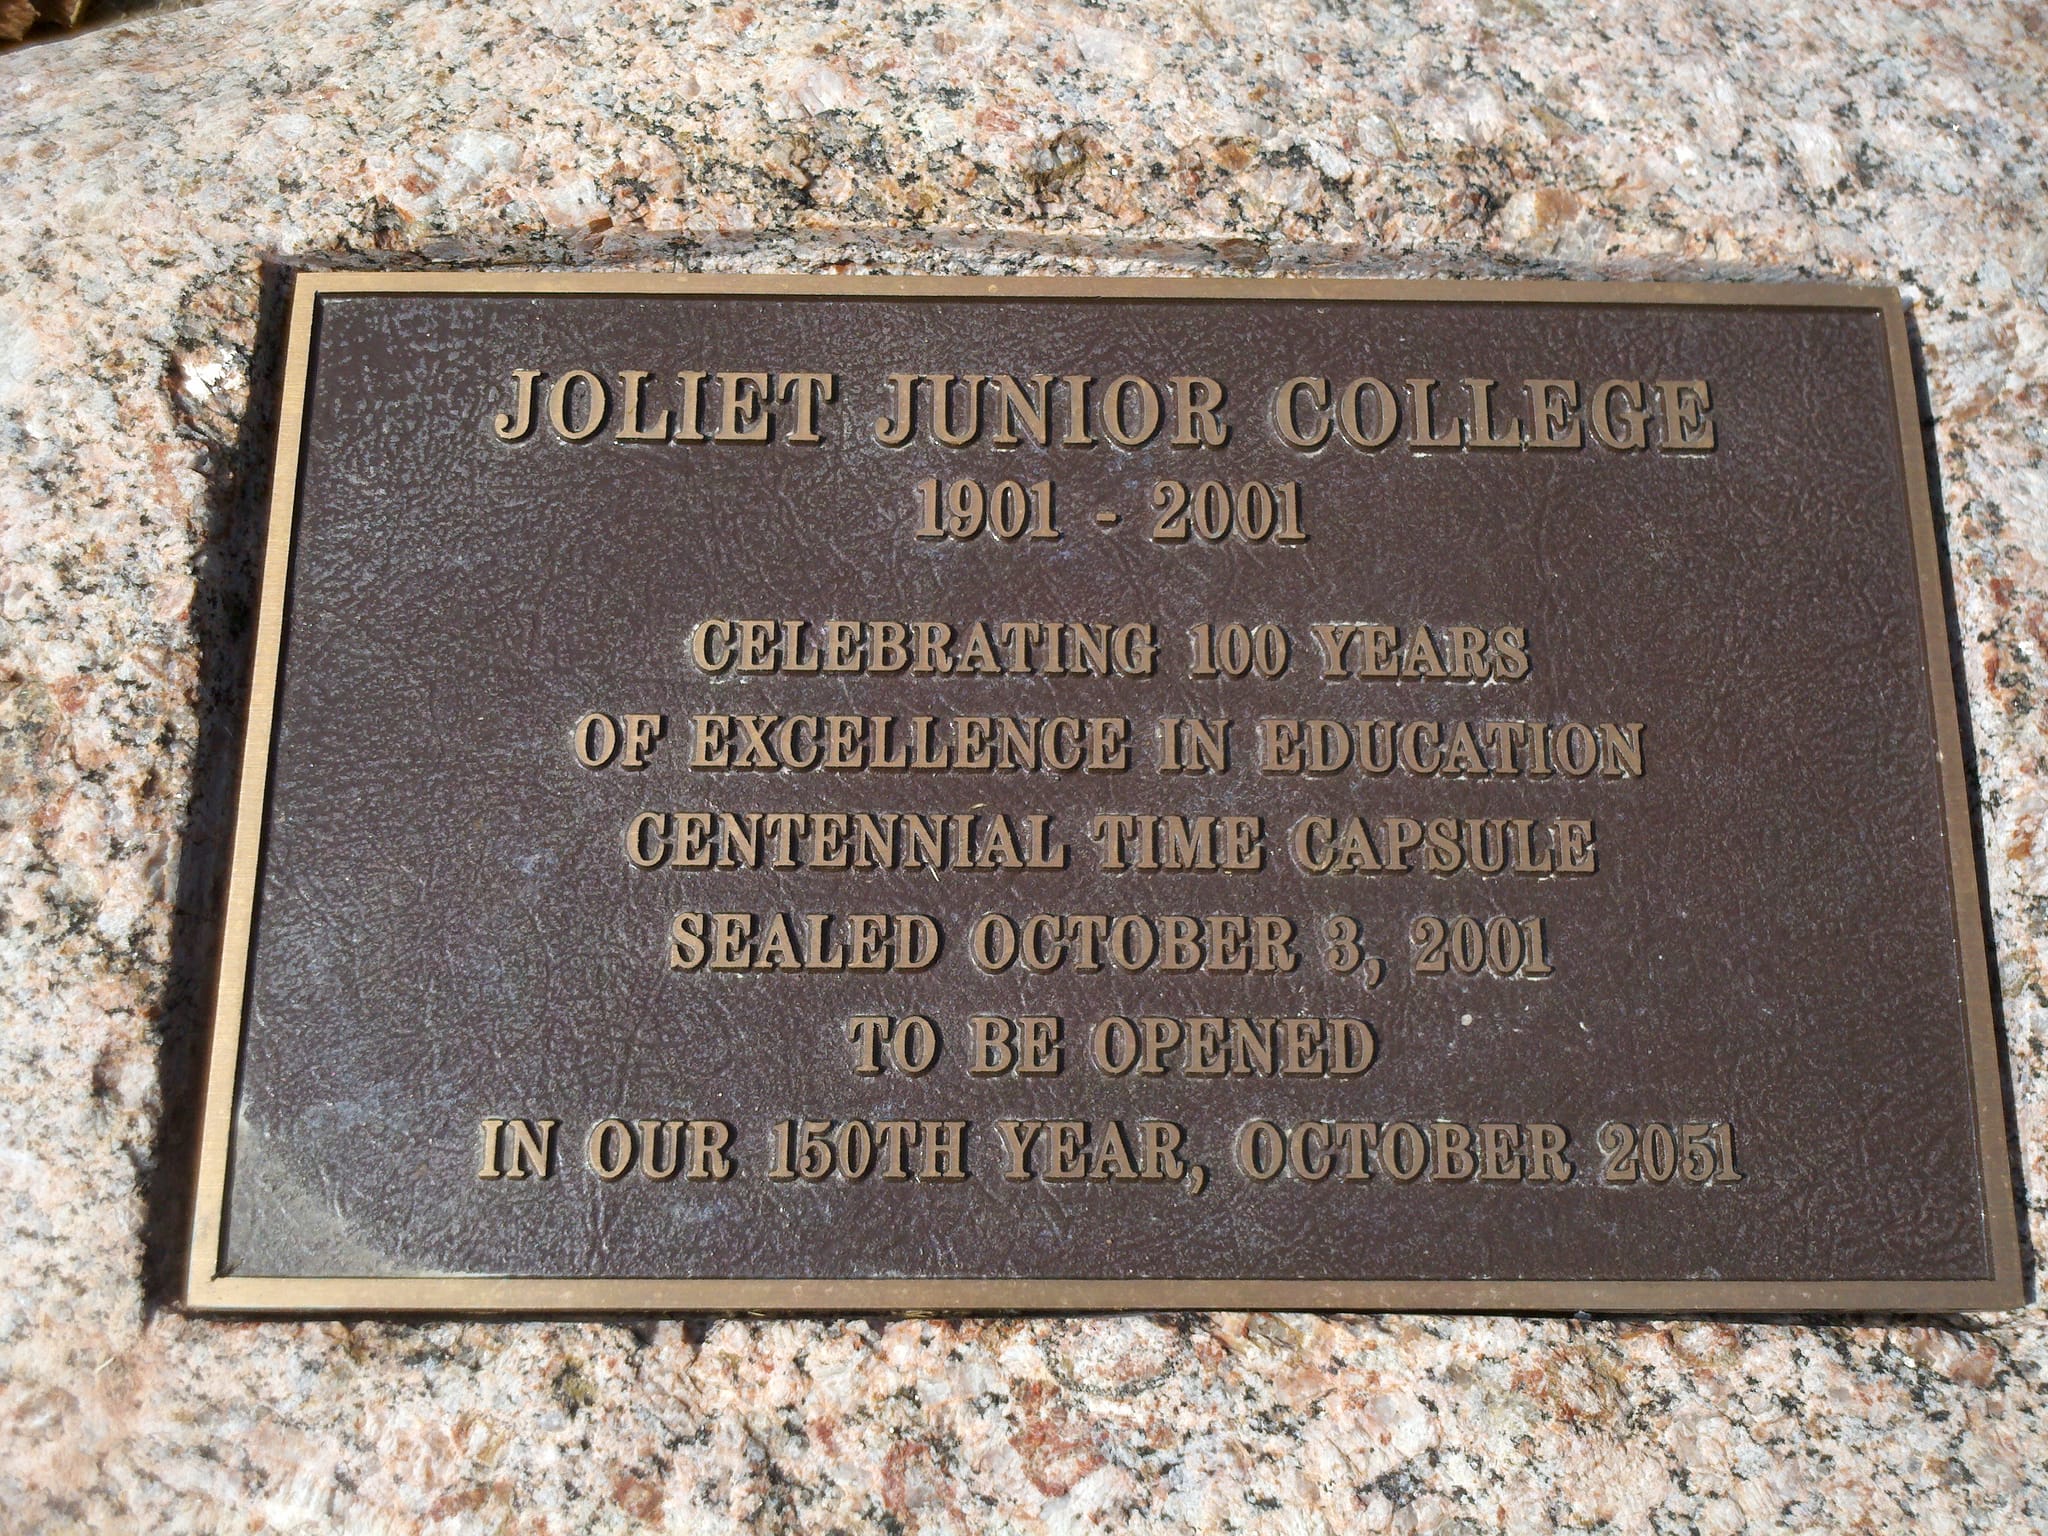 JOLIET JUNIOR COLLEGE
1901 - 2001
CELEBRATING 100 YEARS
OF EXCELLENCE IN EDUCATION
CENTENNIAL TIME CAPSULE
SEALED OCTOBER 3, 2001
TO BE OPENED
IN OUR 150TH YEAR, OCTOBER 2051